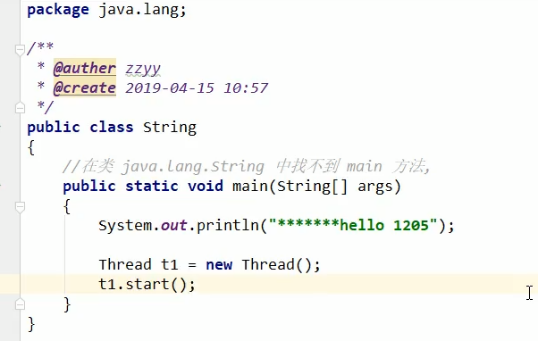 package java.lang;
/**
 * @auther zzyy
 * @create 2019-04-15 10:57
 */
public class String
{
    //在类 java.lang.String 中找不到 main 方法,
    public static void main(String[] args)
    {
        System.out.println("*******hello 1205");

        Thread t1 = new Thread();
        t1.start();
    }
}